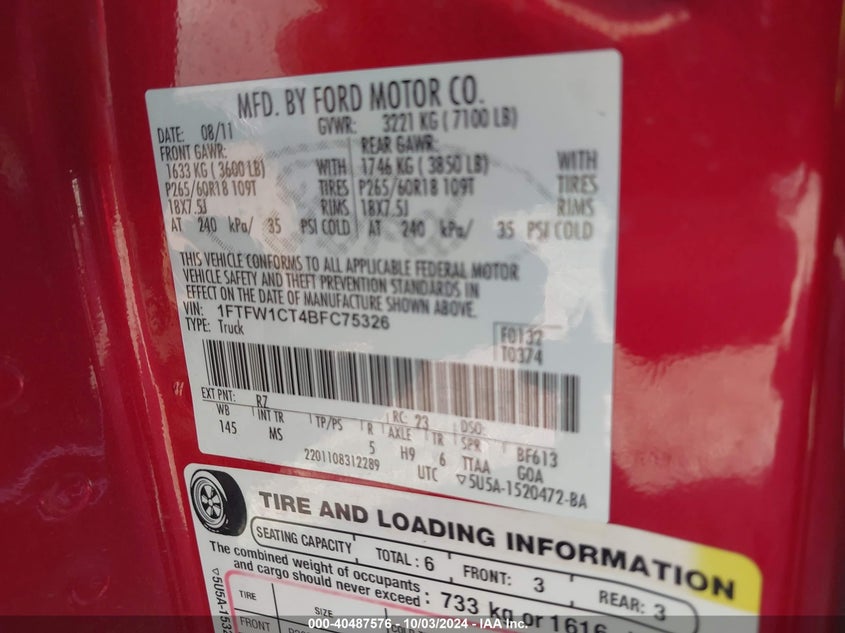 MFD. BY FORD MOTOR CO.
DATE: 08/11 GVWR: 3221 KG ( 7100 LB)
FRONT GAWR: REAR GAWR:
1633 KG ( 3600 LB) WITH 1746 KG ( 3850 LB) WITH
P265/60R18 109T TIRES P265/60R18 109T TIRES
18X7.5J RIMS 18X7.5J RIMS
AT 240 kPa/ 35 PSI COLD AT 240 kPa/ 35 PSI COLD
THIS VEHICLE CONFORMS TO ALL APPLICABLE FEDERAL MOTOR
VEHICLE SAFETY AND THEFT PREVENTION STANDARDS IN
EFFECT ON THE DATE OF MANUFACTURE SHOWN ABOVE.
VIN: 1FTFW1CT4BFC75326
TYPE: Truck
F0132
T0374
EXT PNT: RZ RC: 23 DSO:
WB INT TR TP/PS R AXLE TR SPR BF613
145 MS 5 H9 6 TTAA GOA
2201108312289 UTC ▽5U5A-1520472-BA
TIRE AND LOADING INFORMATION
SEATING CAPACITY TOTAL: 6 FRONT: 3 REAR: 3
The combined weight of occupants
and cargo should never exceed: 733 kg or 1616
TIRE SIZE
FRONT
▽5U5A-1532
000-40487576 - 10/03/2024 - IAA Inc.